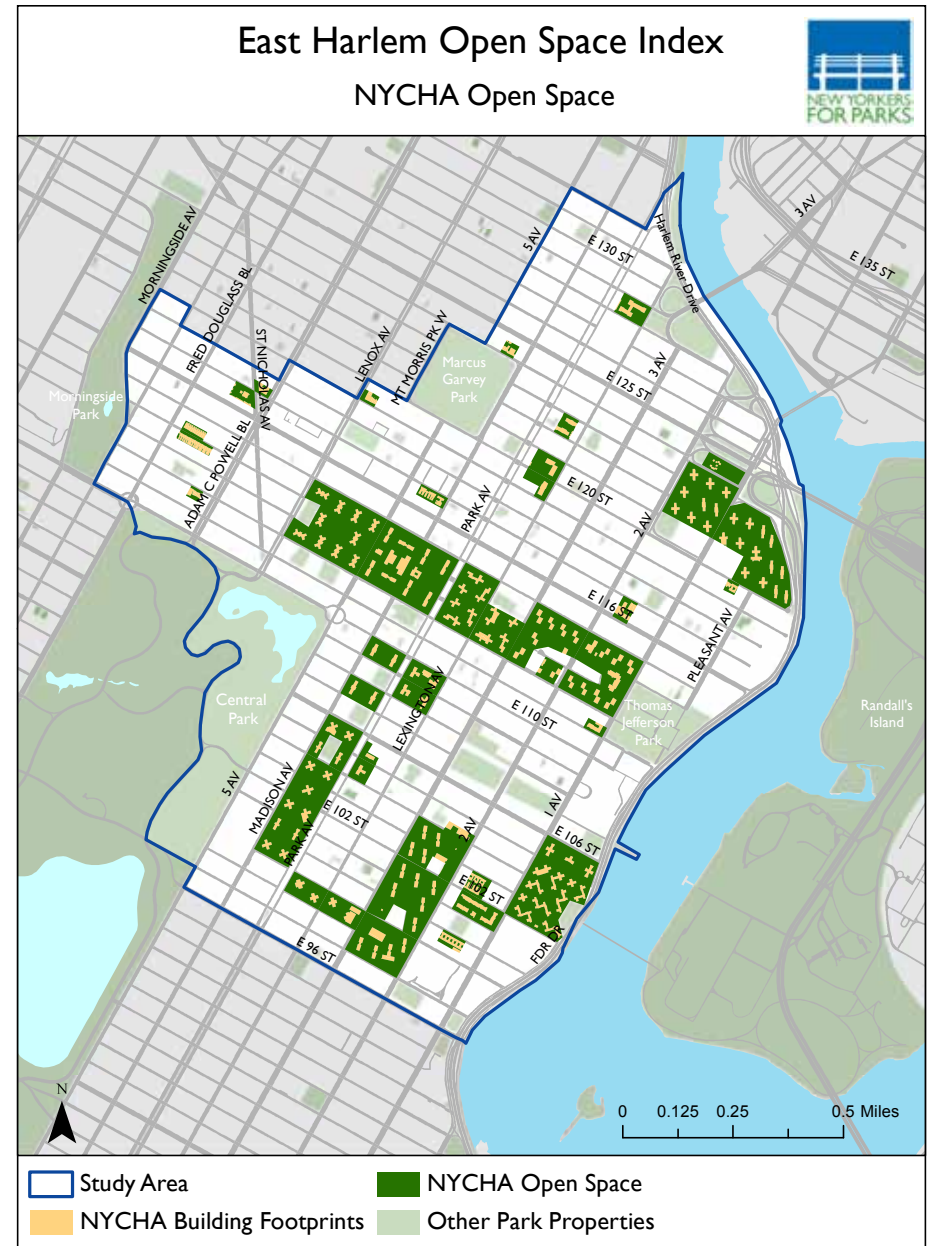 East Harlem Open Space Index
NYCHA Open Space
NEW YORKERS
FOR PARKS
MORNINGSIDE AV
FRED DOUGLASS BL
ST NICHOLAS AV
LENOX AV
MT MORRIS PK W
5 AV
E 130 ST
Harlem River Drive
3 AV
E 135 ST
Morningside
Park
Marcus
Garvey
Park
E 125 ST
3 AV
ADAM C POWELL BL
PARK AV
E 120 ST
2 AV
E 116 ST
PLEASANT AV
Central
Park
LEXINGTON AV
E 110 ST
Thomas
Jefferson
Park
Randall's
Island
5 AV
MADISON AV
PARK AV
E 102 ST
2 AV
1 AV
E 106 ST
E 101 ST
FDR DR
E 96 ST
N
0 0.125 0.25 0.5 Miles
Study Area
NYCHA Open Space
NYCHA Building Footprints
Other Park Properties